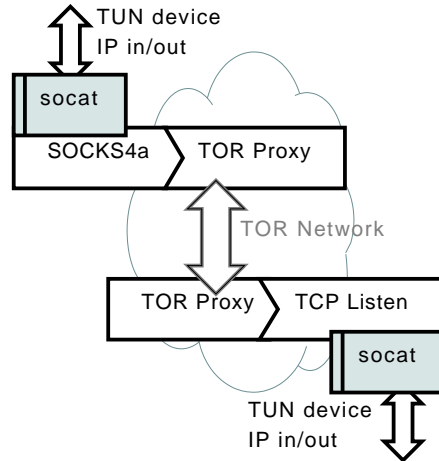 TUN device
IP in/out
socat
SOCKS4a TOR Proxy
TOR Network
TOR Proxy TCP Listen
socat
TUN device
IP in/out